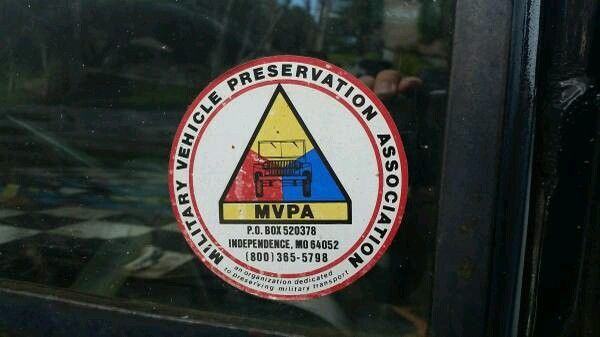 MILITARY VEHICLE PRESERVATION ASSOCIATION
MVPA
P.O. BOX 520378
INDEPENDENCE, MO 64052
(800) 365-5798
an organization dedicated
to preserving military transport